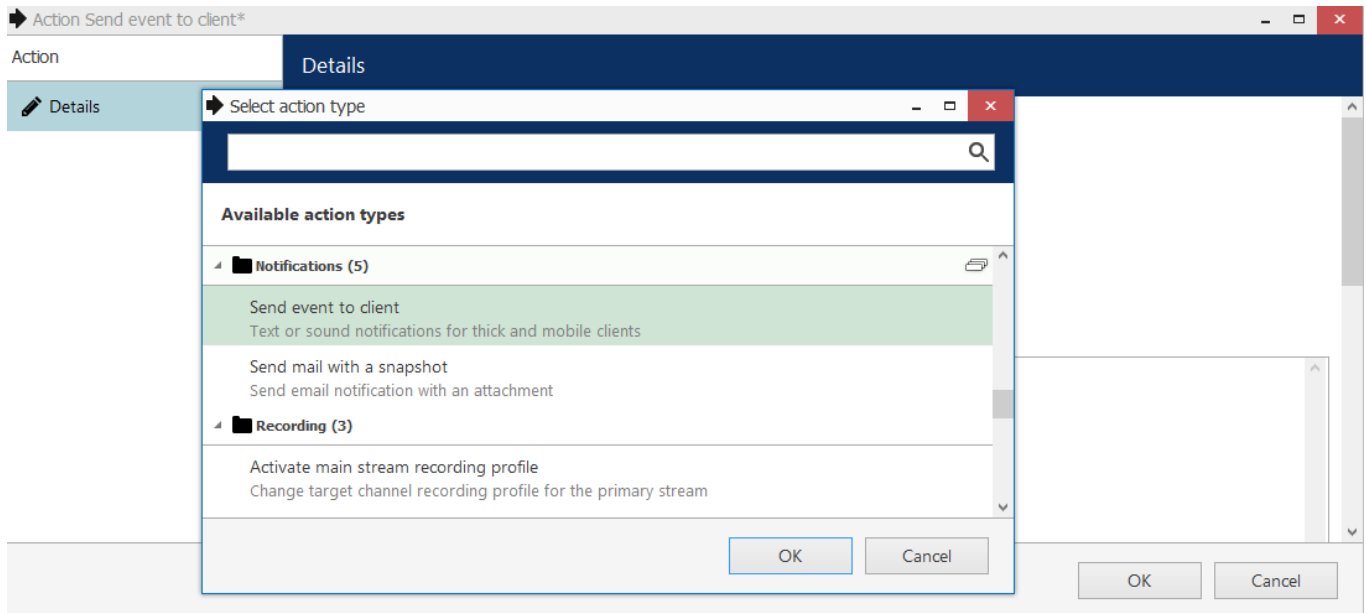 Action Send event to client*
Action
Details
Details
Select action type
Available action types
Notifications (5)
Send event to client
Text or sound notifications for thick and mobile clients
Send mail with a snapshot
Send email notification with an attachment
Recording (3)
Activate main stream recording profile
Change target channel recording profile for the primary stream
OK Cancel
OK Cancel